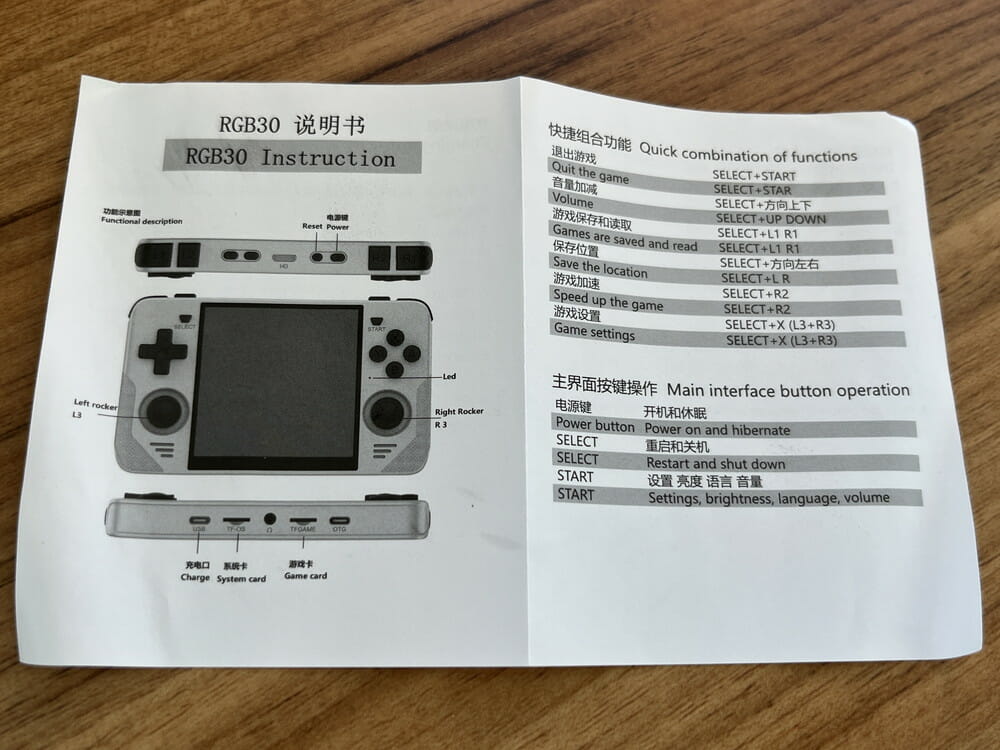 RGB30 说明书
RGB30 Instruction
功能示意图
Functional description
电源键
Reset Power
HD
SELECT
START
Led
Left rocker
L3
Right Rocker
R 3
USB
TF-OS
TFGAME
OTG
充电口
Charge
系统卡
System card
游戏卡
Game card
快捷组合功能 Quick combination of functions
退出游戏 SELECT+START
Quit the game SELECT+STAR
音量加减 SELECT+方向上下
Volume SELECT+UP DOWN
游戏保存和读取 SELECT+L1 R1
Games are saved and read SELECT+L1 R1
保存位置 SELECT+方向左右
Save the location SELECT+L R
游戏加速 SELECT+R2
Speed up the game SELECT+R2
游戏设置 SELECT+X (L3+R3)
Game settings SELECT+X (L3+R3)
主界面按键操作 Main interface button operation
电源键 开机和休眠
Power button Power on and hibernate
SELECT 重启和关机
SELECT Restart and shut down
START 设置 亮度 语言 音量
START Settings, brightness, language, volume